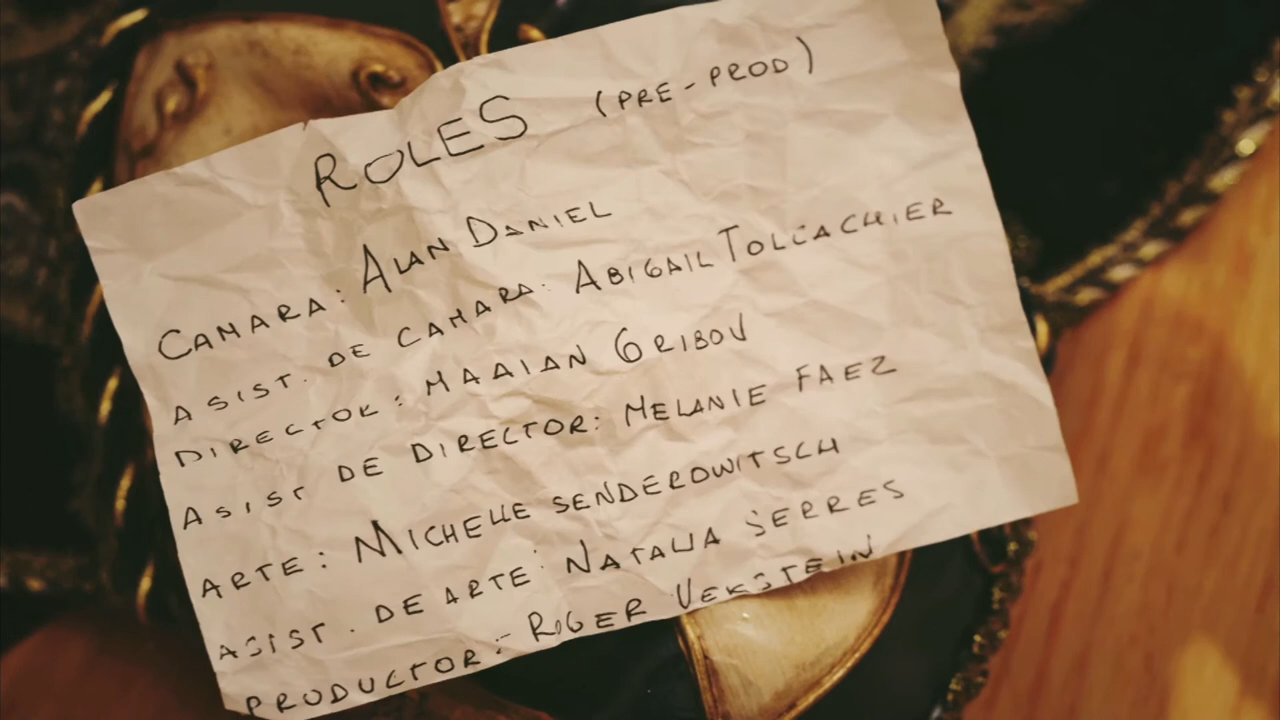 ROLES (PRE-PROD)
CAMARA: ALAN DANIEL
ASIST. DE CAMARA: ABIGAIL TOLCACHIER
DIRECTOR: MAAIAN GRIBOV
ASIST DE DIRECTOR: MELANIE FAEZ
ARTE: MICHELLE SENDEROWITSCH
ASIST. DE ARTE: NATALIA SERRES
PRODUCTOR: ROGER VEKSTEIN